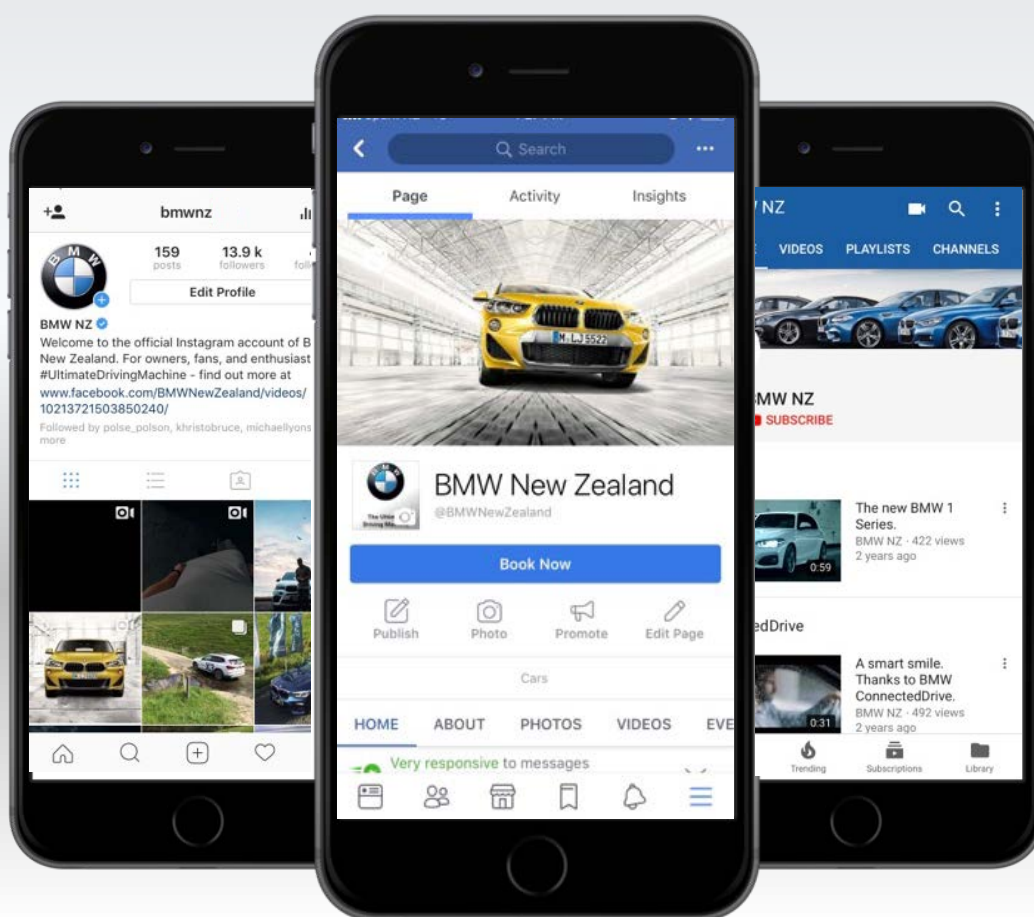 bmwnz
159
13.9 k
posts
followers
Edit Profile
BMW NZ
Welcome to the official Instagram account of B
New Zealand. For owners, fans, and enthusiast
#UltimateDrivingMachine - find out more at
www.facebook.com/BMWNewZealand/videos/
10213721503850240/
Followed by polse_polson, khristobruce, michaellyons
more
Search
Page
Activity
Insights
M LJ 5522
BMW New Zealand
@BMWNewZealand
Book Now
Publish
Photo
Promote
Edit Page
Cars
HOME
ABOUT
PHOTOS
VIDEOS
EVE
Very responsive to messages
NZ
VIDEOS
PLAYLISTS
CHANNELS
BMW NZ
SUBSCRIBE
The new BMW 1
Series.
BMW NZ · 422 views
2 years ago
0:59
edDrive
A smart smile.
Thanks to BMW
ConnectedDrive.
BMW NZ · 492 views
2 years ago
0:31
Trending
Subscriptions
Library